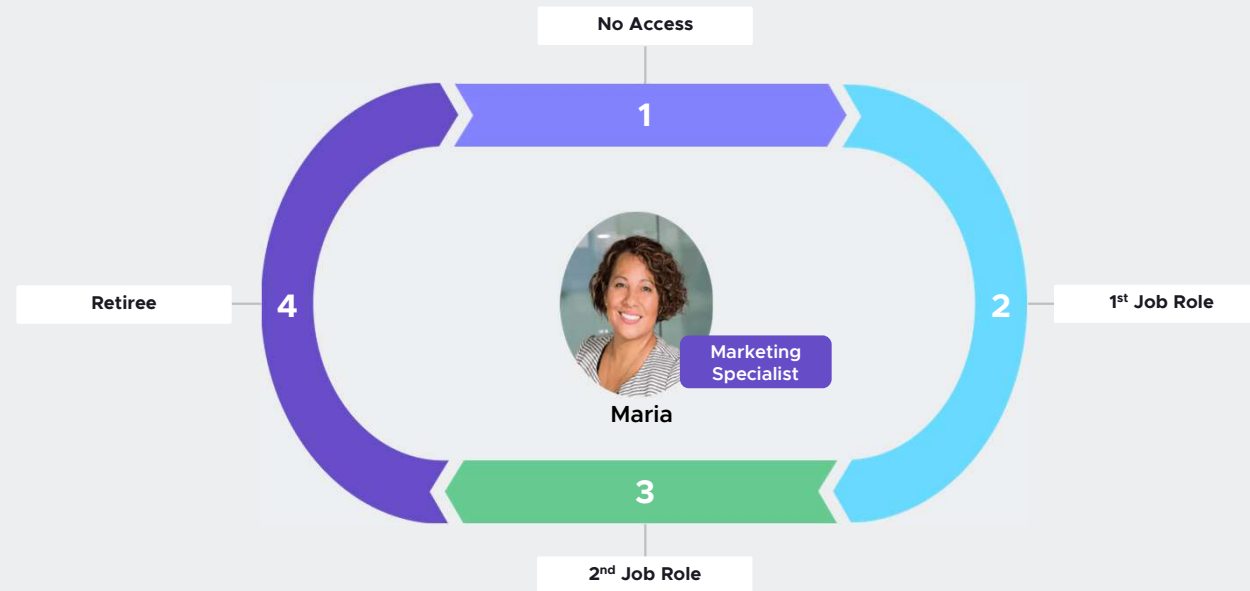 No Access
1
Retiree
4
2
1st Job Role
Marketing
Specialist
Maria
3
2nd Job Role